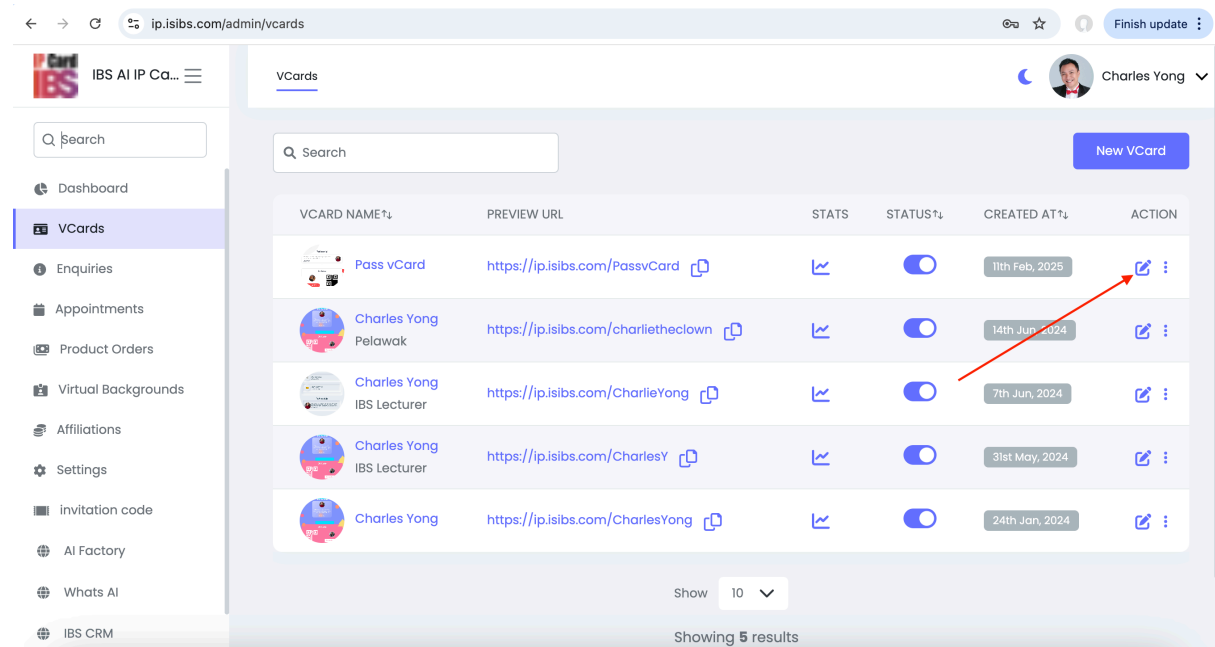 ip.isibs.com/admin/vcards
Finish update
IP Card
IBS
IBS AI IP Ca...
VCards
Charles Yong
Search
Search
New VCard
Dashboard
VCards
Enquiries
Appointments
Product Orders
Virtual Backgrounds
Affiliations
Settings
invitation code
AI Factory
Whats AI
IBS CRM
VCARD NAME↑↓ PREVIEW URL STATS STATUS↑↓ CREATED AT↑↓ ACTION
Pass vCard https://ip.isibs.com/PassvCard 11th Feb, 2025
Charles Yong https://ip.isibs.com/charlietheclown 14th Jun, 2024
Pelawak
Charles Yong https://ip.isibs.com/CharlieYong 7th Jun, 2024
IBS Lecturer
Charles Yong https://ip.isibs.com/CharlesY 31st May, 2024
IBS Lecturer
Charles Yong https://ip.isibs.com/CharlesYong 24th Jan, 2024
Show 10
Showing 5 results